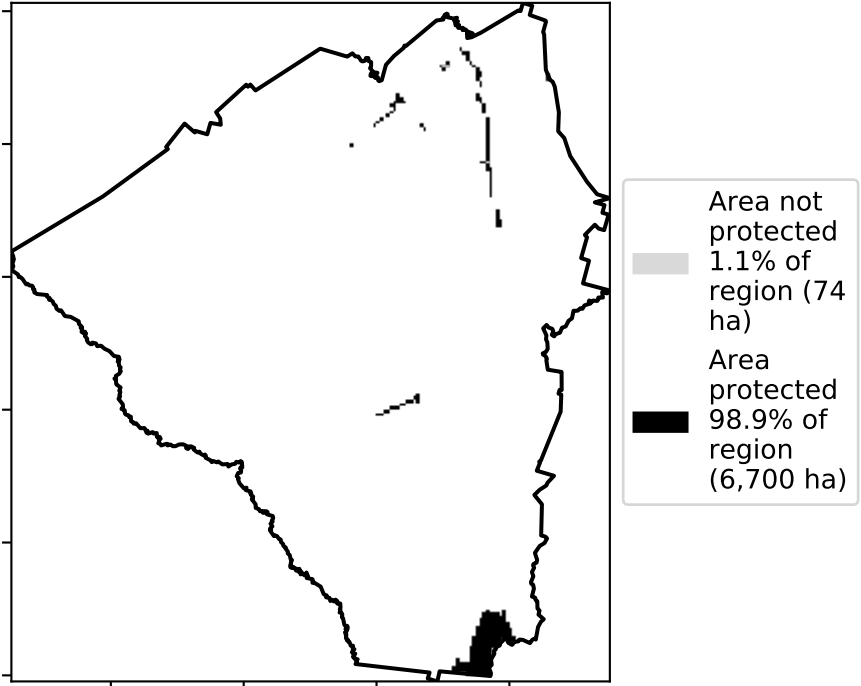 Area not
protected
1.1% of
region (74
ha)
Area
protected
98.9% of
region
(6,700 ha)